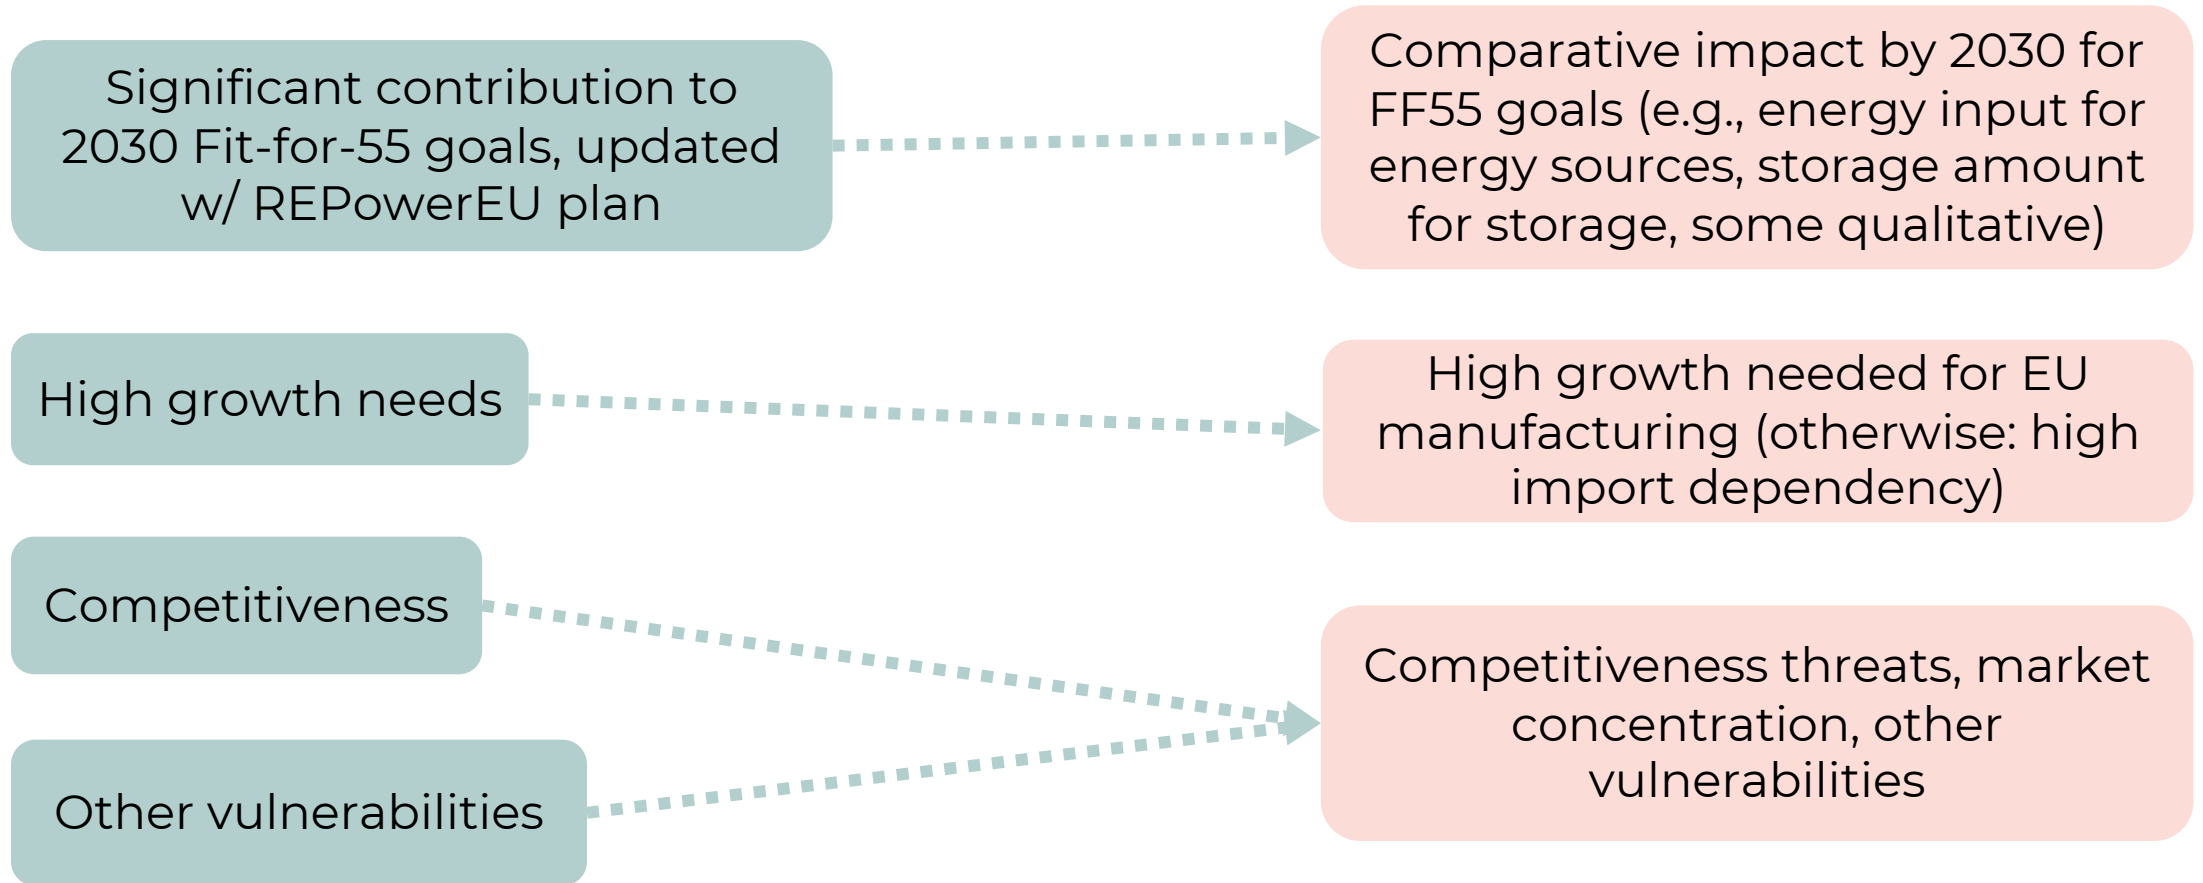 Significant contribution to
2030 Fit-for-55 goals, updated
w/ REPowerEU plan
Comparative impact by 2030 for
FF55 goals (e.g., energy input for
energy sources, storage amount
for storage, some qualitative)
High growth needs
High growth needed for EU
manufacturing (otherwise: high
import dependency)
Competitiveness
Other vulnerabilities
Competitiveness threats, market
concentration, other
vulnerabilities